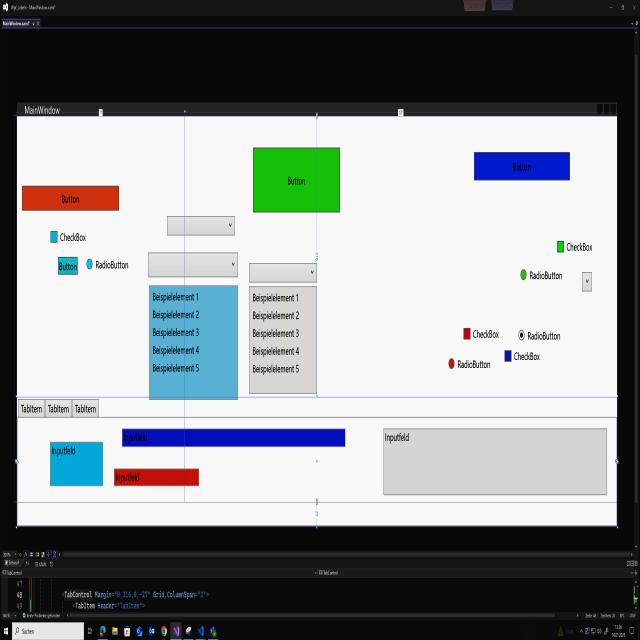 MainWindow.xaml*
MainWindow
Button
Button
Button
CheckBox
Button
RadioButton
Beispielelement 1
Beispielelement 2
Beispielelement 3
Beispielelement 4
Beispielelement 5
Beispielelement 1
Beispielelement 2
Beispielelement 3
Beispielelement 4
Beispielelement 5
CheckBox
RadioButton
CheckBox
RadioButton
CheckBox
RadioButton
TabItem TabItem TabItem
Inputfeld
Inputfeld
Inputfeld
Inputfeld
TabControl TabControl
47
48 <TabControl Margin="0,316,0,-27" Grid.ColumnSpan="2">
49 <TabItem Header="TabItem">
Suchen